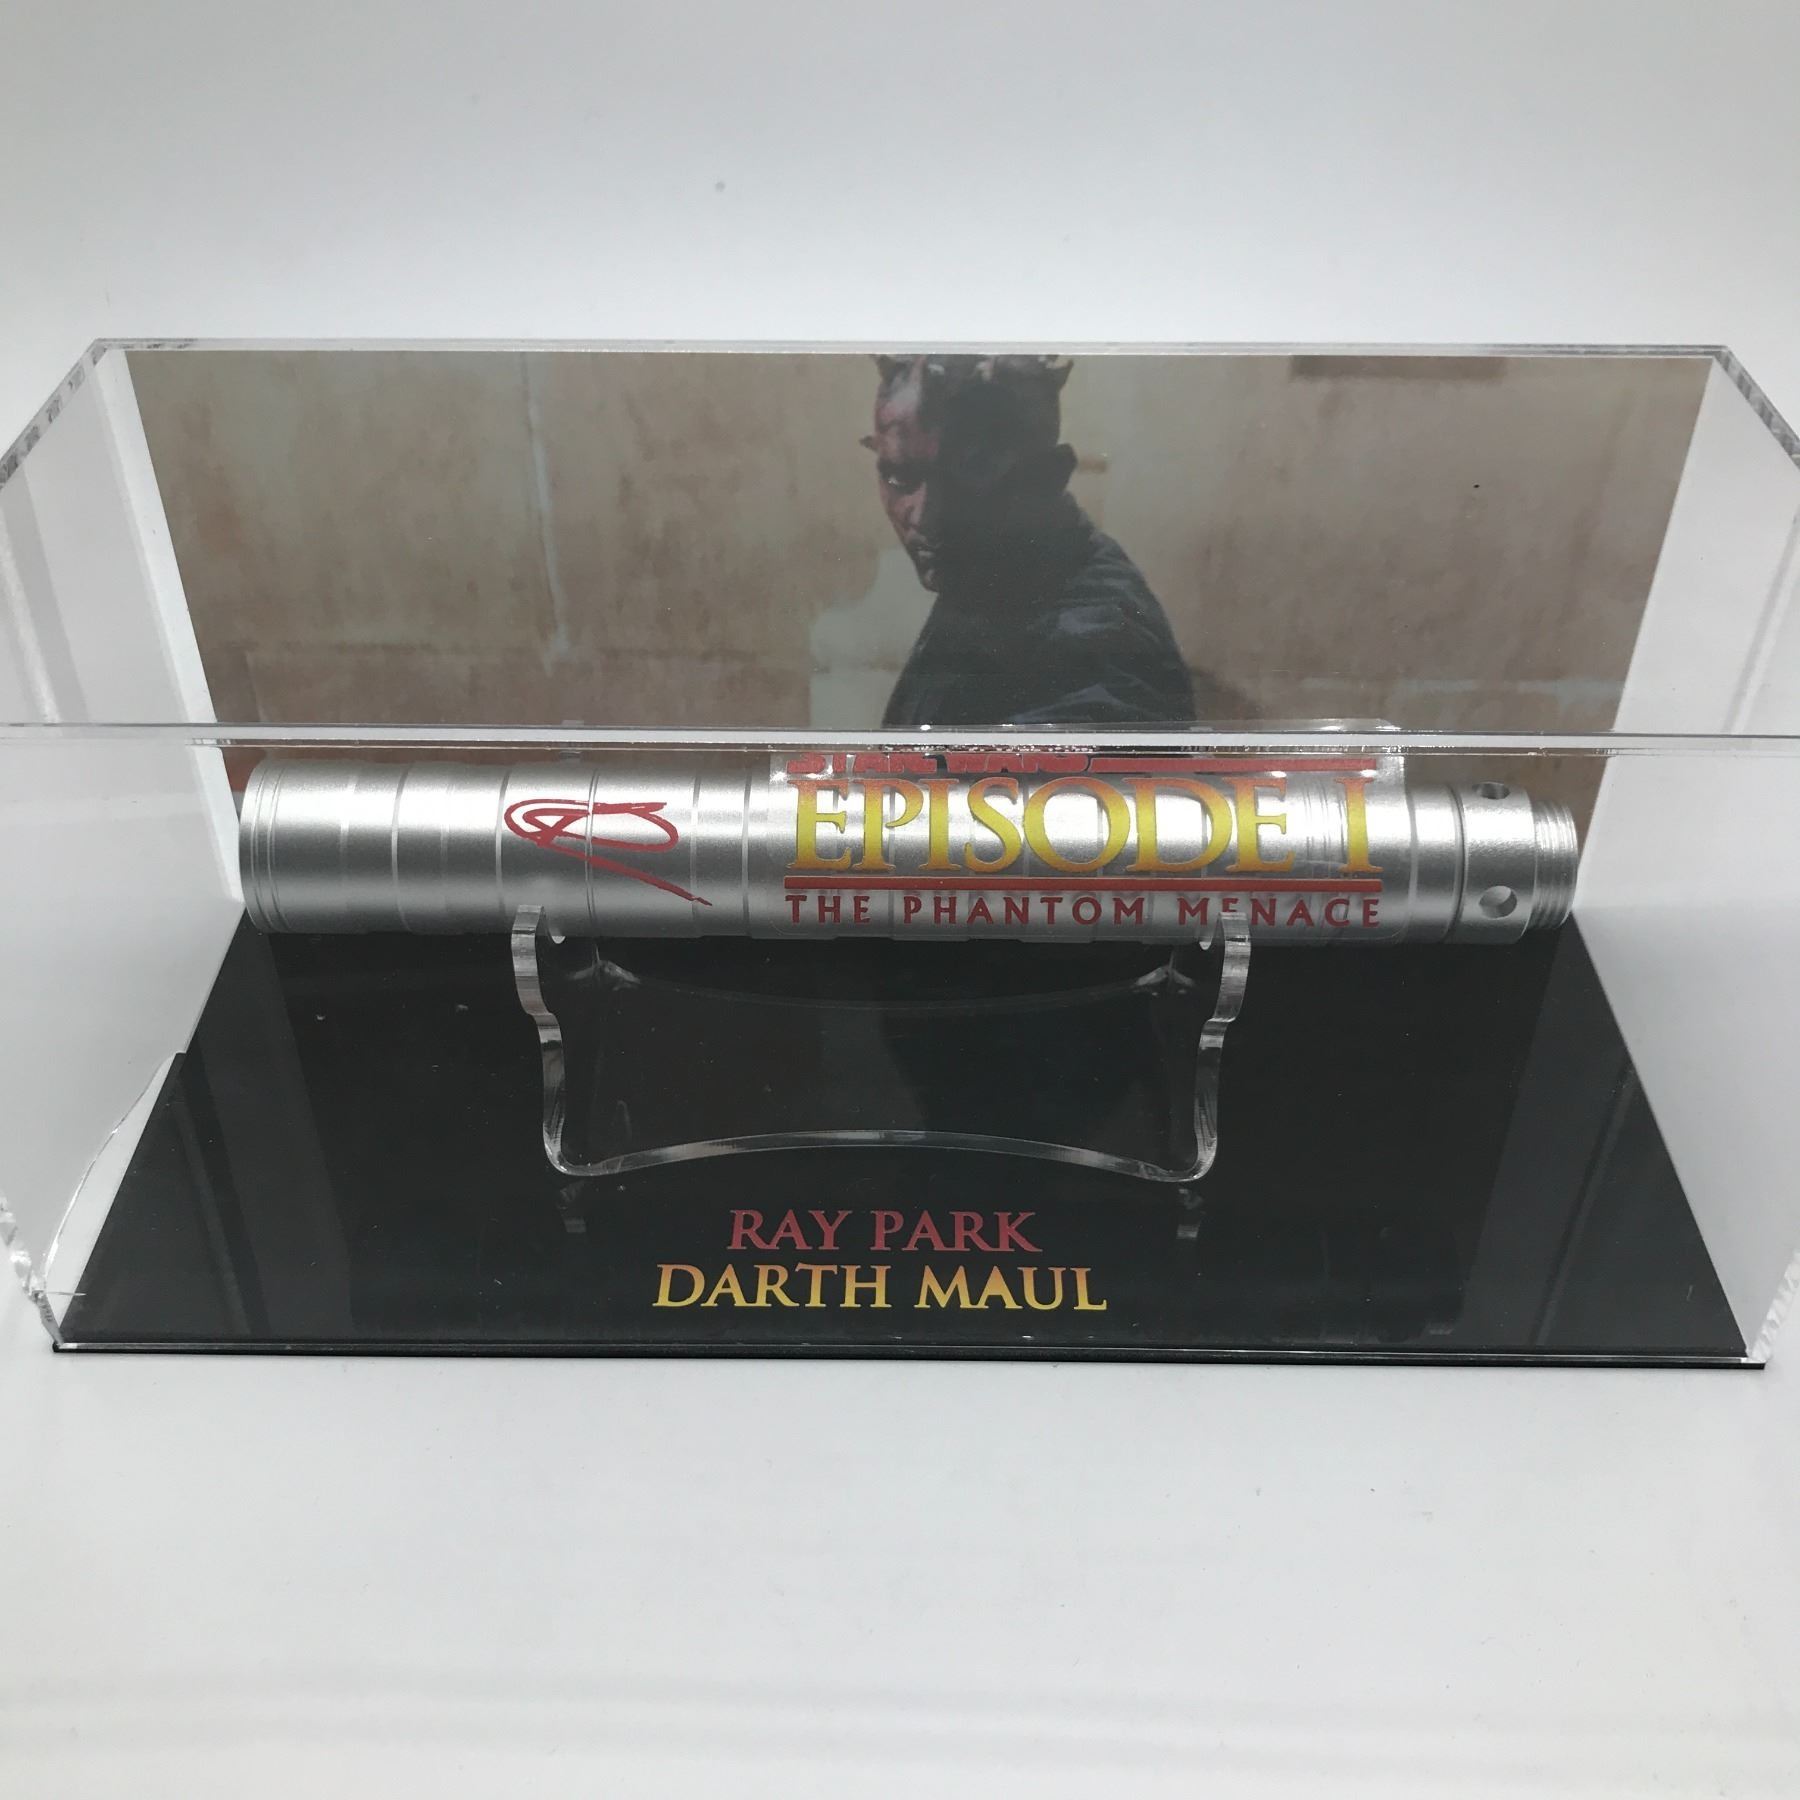 STAR WARS
EPISODE I
THE PHANTOM MENACE
RAY PARK
DARTH MAUL